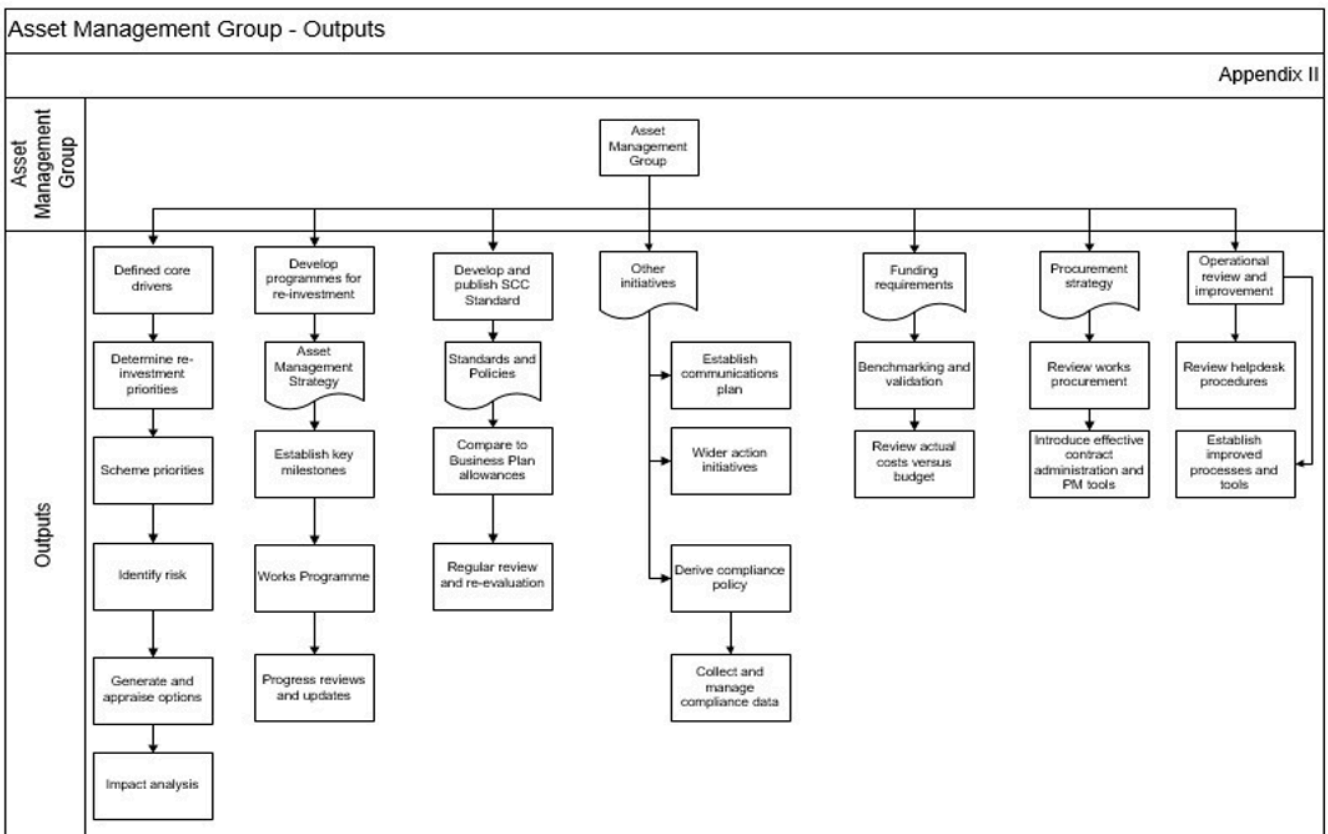 Asset Management Group - Outputs
Appendix II
Asset
Management
Group
Asset
Management
Group
Outputs
Defined core
drivers
Determine re-
investment
priorities
Scheme priorities
Identify risk
Generate and
appraise options
Impact analysis
Develop
programmes for
re-investment
Asset
Management
Strategy
Establish key
milestones
Works Programme
Progress reviews
and updates
Develop and
publish SCC
Standard
Standards and
Policies
Compare to
Business Plan
allowances
Regular review
and re-evaluation
Other
initiatives
Establish
communications
plan
Wider action
initiatives
Derive compliance
policy
Collect and
manage
compliance data
Funding
requirements
Benchmarking and
validation
Review actual
costs versus
budget
Procurement
strategy
Review works
procurement
Introduce effective
contract
administration and
PM tools
Operational
review and
improvement
Review helpdesk
procedures
Establish
improved
processes and
tools